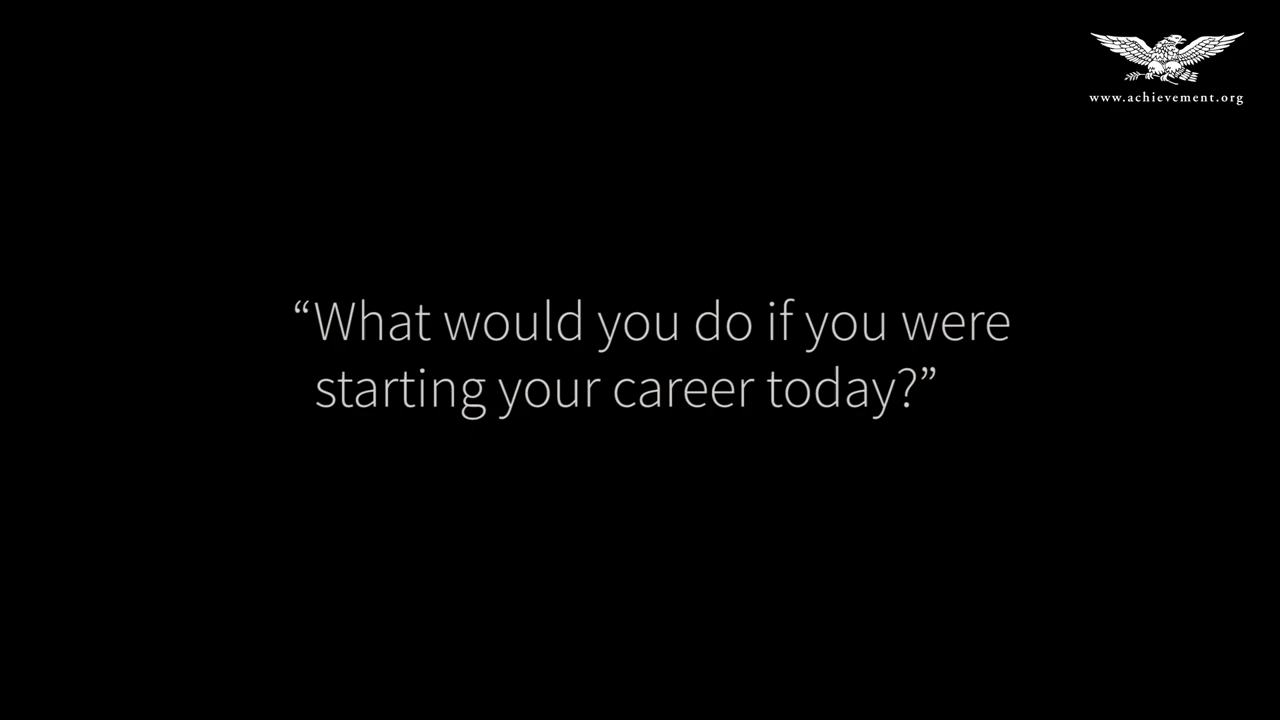 www.achievement.org
“What would you do if you were
starting your career today?”